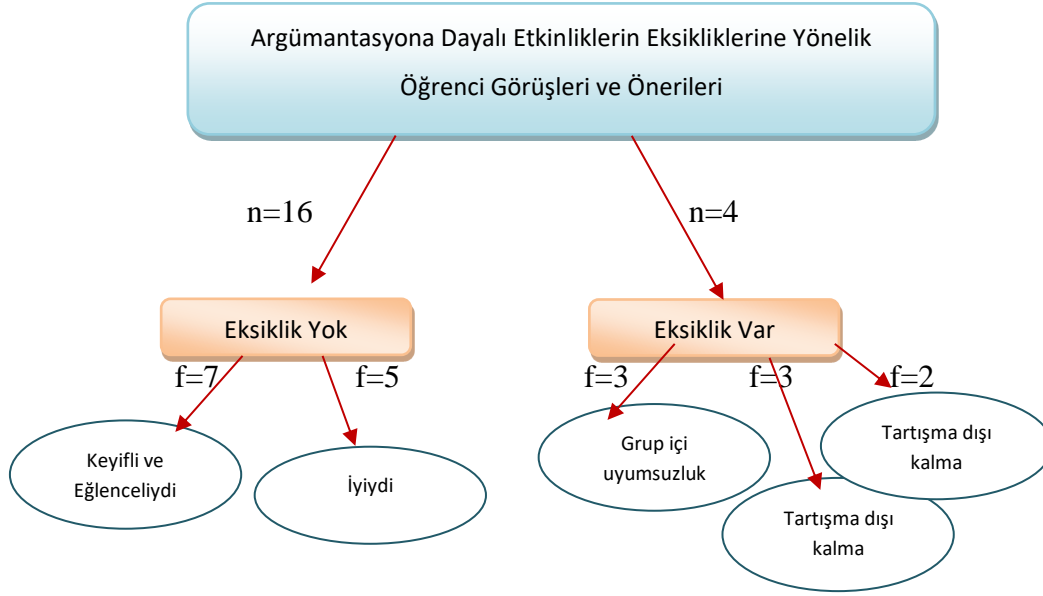 Argümantasyona Dayalı Etkinliklerin Eksikliklerine Yönelik
Öğrenci Görüşleri ve Önerileri
n=16
n=4
Eksiklik Yok
Eksiklik Var
f=7
f=5
f=3
f=3
f=2
Keyifli ve
Eğlenceliydi
İyiydi
Grup içi
uyumsuzluk
Tartışma dışı
kalma
Tartışma dışı
kalma